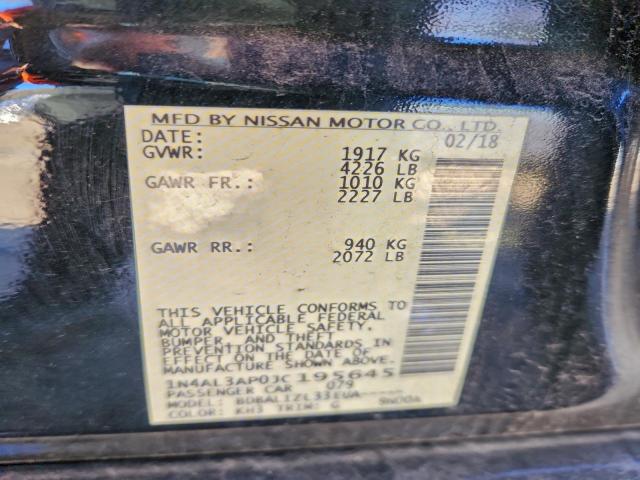 MFD BY NISSAN MOTOR CO., LTD.
DATE: 02/18
GVWR: 1917 KG
4226 LB
GAWR FR.: 1010 KG
2227 LB
GAWR RR.: 940 KG
2072 LB
THIS VEHICLE CONFORMS TO
ALL APPLICABLE FEDERAL
MOTOR VEHICLE SAFETY,
BUMPER, AND THEFT
PREVENTION STANDARDS IN
EFFECT ON THE DATE OF
MANUFACTURE SHOWN ABOVE.
1N4AL3AP0JC195645
PASSENGER CAR 079
MODEL: BDBALIZL33EUA
COLOR: KH3 TRIM: G